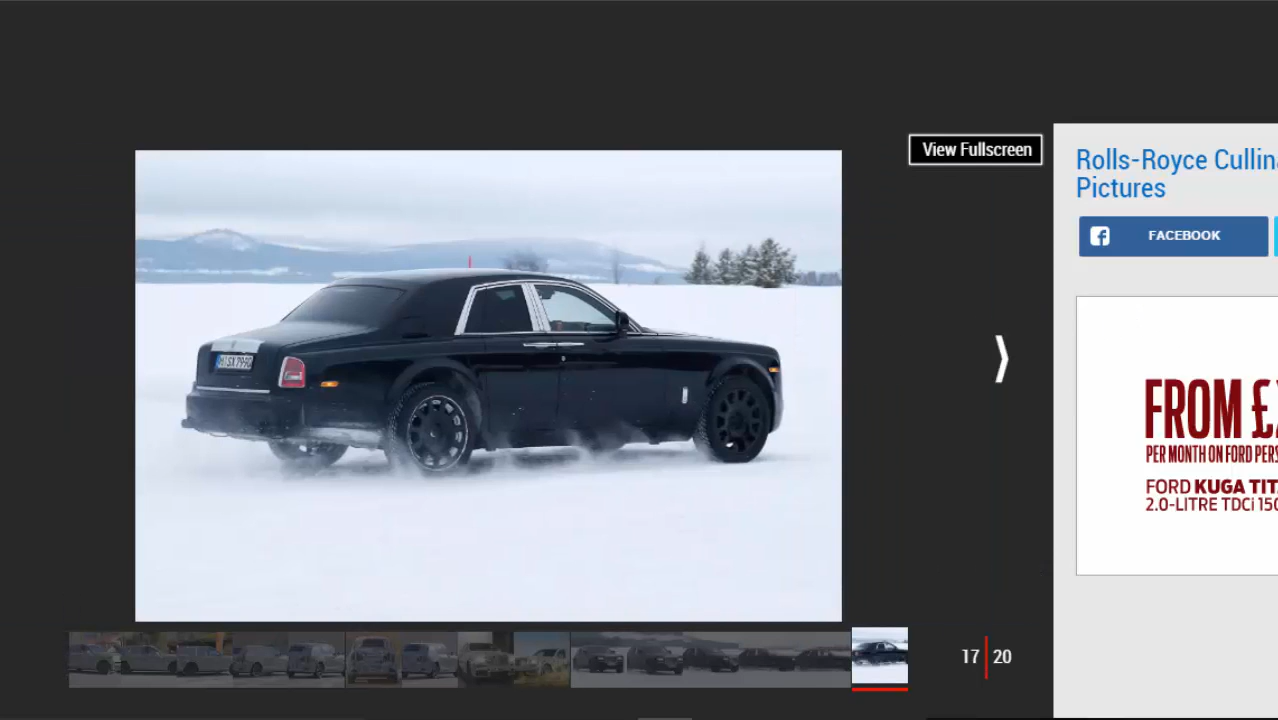 View Fullscreen
Rolls-Royce Cullina
Pictures
FACEBOOK
FROM £
PER MONTH ON FORD PERS
FORD KUGA TIT
2.0-LITRE TDCi 150
17 20